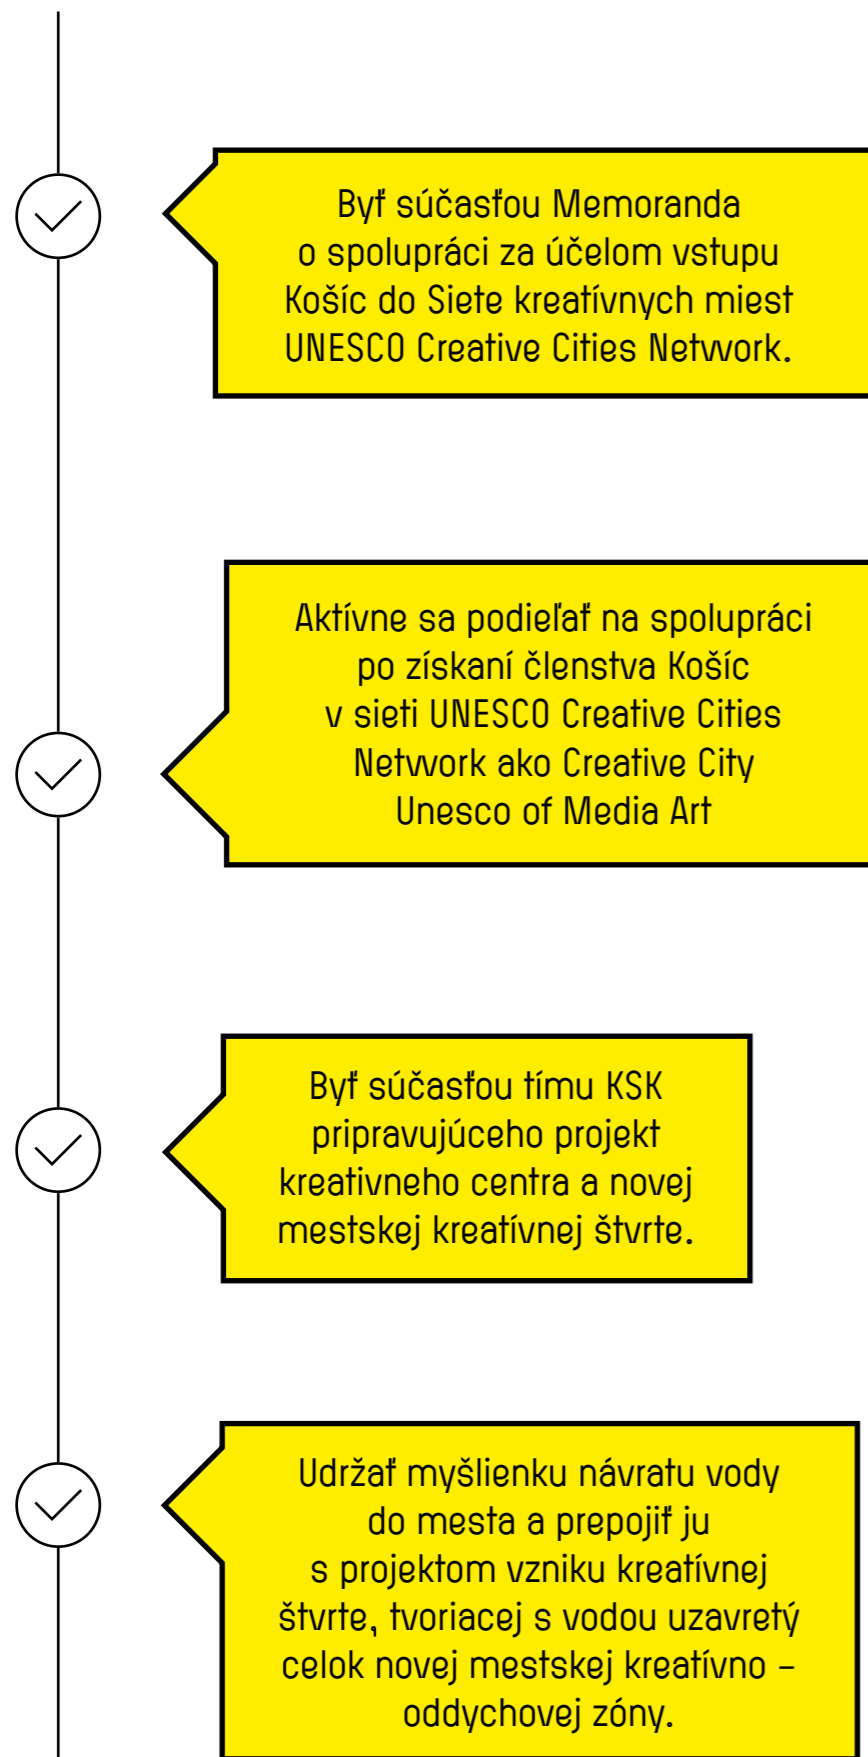 Byť súčasťou Memoranda
o spolupráci za účelom vstupu
Košíc do Siete kreatívnych miest
UNESCO Creative Cities Network.
Aktívne sa podieľať na spolupráci
po získaní členstva Košíc
v sieti UNESCO Creative Cities
Network ako Creative City
Unesco of Media Art
Byť súčasťou tímu KSK
pripravujúceho projekt
kreativneho centra a novej
mestskej kreatívnej štvrte.
Udržať myšlienku návratu vody
do mesta a prepojiť ju
s projektom vzniku kreatívnej
štvrte, tvoriacej s vodou uzavretý
celok novej mestskej kreatívno –
oddychovej zóny.